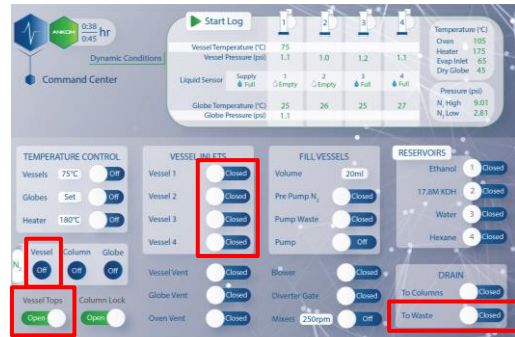 ANKOM
0:38
0:45 hr
Dynamic Conditions
Command Center
Start Log
1 2 3 4
Vessel Temperature (°C) 75
Vessel Pressure (psi) 1.1 1.0 1.2 1.1
Liquid Sensor Supply Full 1 Empty 2 Empty 3 Full 4 Full
Globe Temperature (°C) 25 26 25 27
Globe Pressure (psi) 1.1
Temperature (°C)
Oven 105
Heater 175
Evap Inlet 65
Dry Globe 45
Pressure (psi)
N2 High 9.01
N2 Low 2.81
TEMPERATURE CONTROL
Vessels 75°C Off
Globes Set Off
Heater 180°C Off
N2
Vessel Column Globe
Off Off Off
Vessel Tops Column Lock
Open Open
VESSEL INLETS
Vessel 1 Closed
Vessel 2 Closed
Vessel 3 Closed
Vessel 4 Closed
Vessel Vent Closed
Globe Vent Closed
Oven Vent Closed
FILL VESSELS
Volume 20ml
Pre Pump N2 Closed
Pump Waste Closed
Pump Off
Blower Closed
Diverter Gate Closed
Mixers 250rpm Off
RESERVOIRS
Ethanol 1 Closed
17.8M KOH 2 Closed
Water 3 Closed
Hexane 4 Closed
DRAIN
To Columns Closed
To Waste Closed